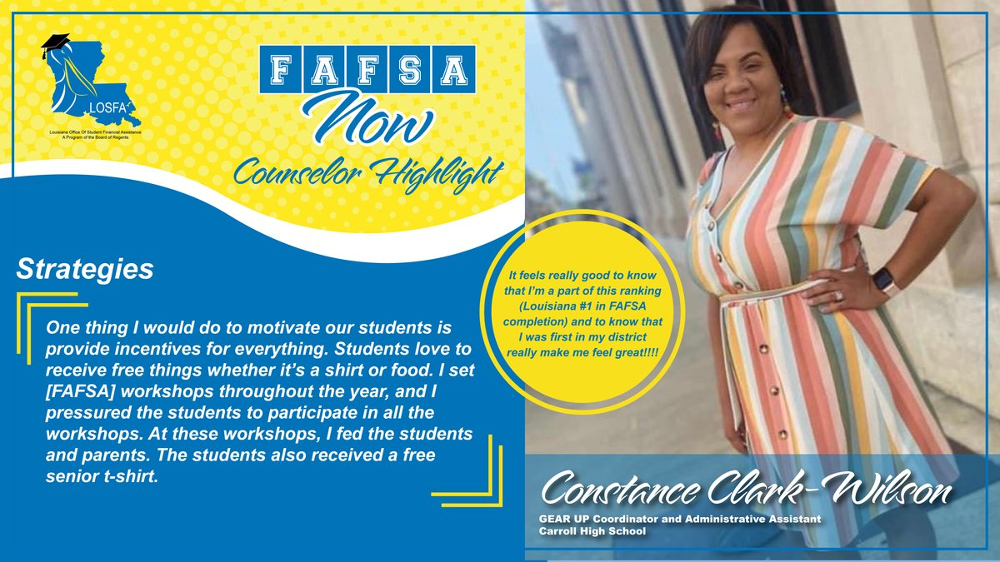 LOSFA
Louisiana Office Of Student Financial Assistance
A Program of the Board of Regents
FAFSA
Now
Counselor Highlight
Strategies
One thing I would do to motivate our students is
provide incentives for everything. Students love to
receive free things whether it's a shirt or food. I set
[FAFSA] workshops throughout the year, and I
pressured the students to participate in all the
workshops. At these workshops, I fed the students
and parents. The students also received a free
senior t-shirt.
It feels really good to know
that I'm a part of this ranking
(Louisiana #1 in FAFSA
completion) and to know that
I was first in my district
really make me feel great!!!!
Constance Clark-Wilson
GEAR UP Coordinator and Administrative Assistant
Carroll High School